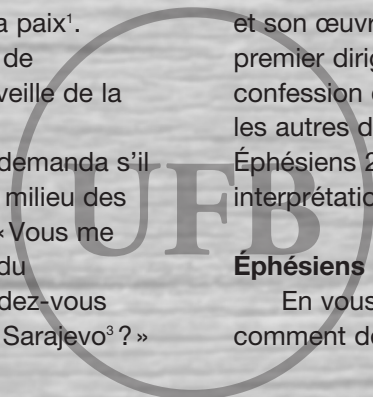 a paix¹.
de
veille de la
demanda s'il
milieu des
« Vous me
du
dez-vous
Sarajevo³ ? »
et son œuvr
premier dirig
confession
les autres d
Éphésiens 2
interprétatio
Éphésiens
En vous
comment de
UFB